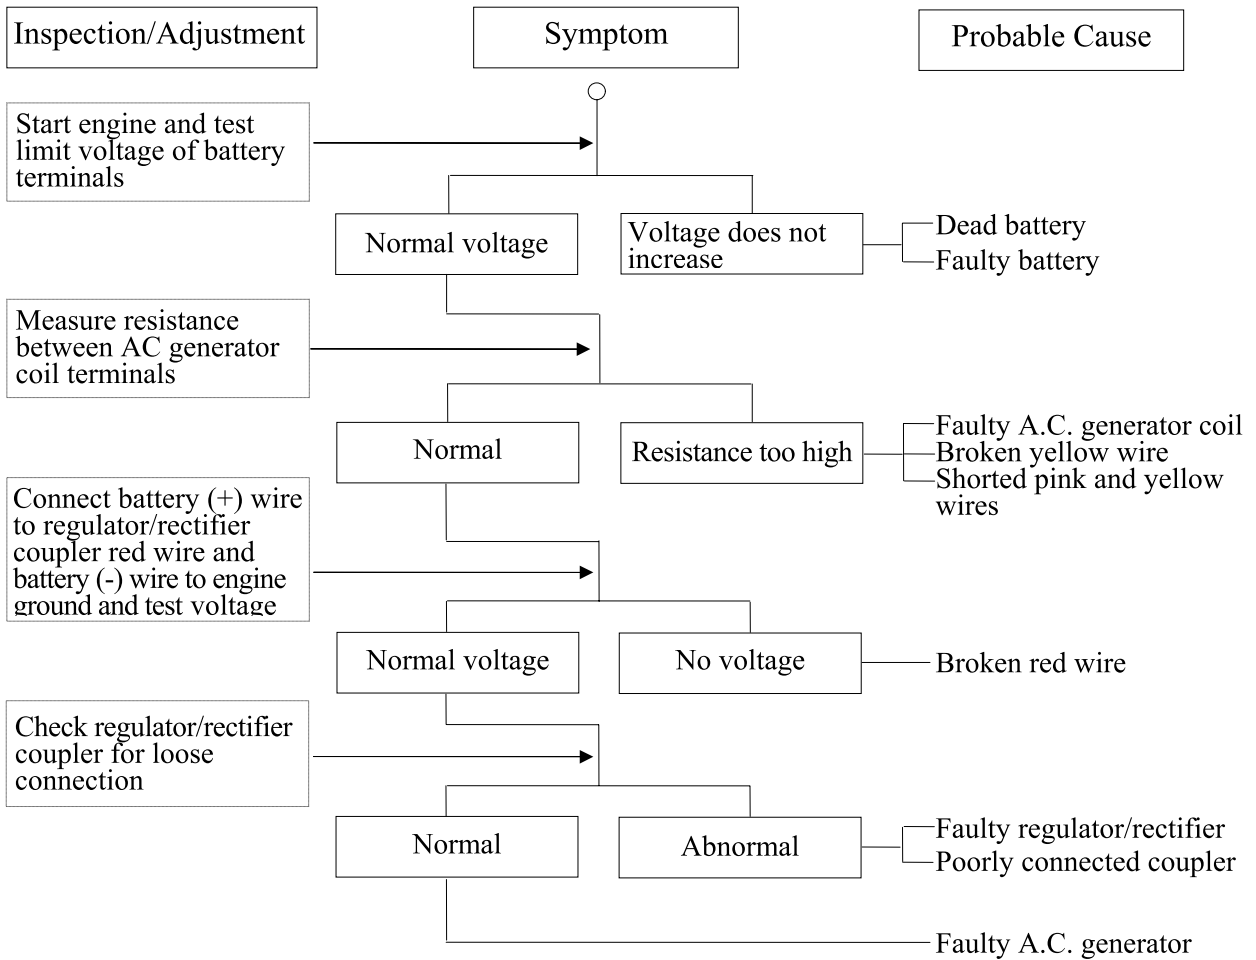 Inspection/Adjustment
Symptom
Probable Cause
Start engine and test
limit voltage of battery
terminals
Normal voltage
Voltage does not
increase
Dead battery
Faulty battery
Measure resistance
between AC generator
coil terminals
Normal
Resistance too high
Faulty A.C. generator coil
Broken yellow wire
Shorted pink and yellow
wires
Connect battery (+) wire
to regulator/rectifier
coupler red wire and
battery (-) wire to engine
ground and test voltage
Normal voltage
No voltage
Broken red wire
Check regulator/rectifier
coupler for loose
connection
Normal
Abnormal
Faulty regulator/rectifier
Poorly connected coupler
Faulty A.C. generator